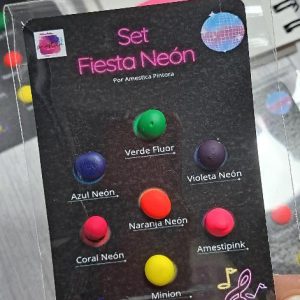 Set
Fiesta Neón
Por Amestica Pintora
Verde Fluor
Azul Neón
Violeta Neón
Naranja Neón
Coral Neón
Amestipink
Minion